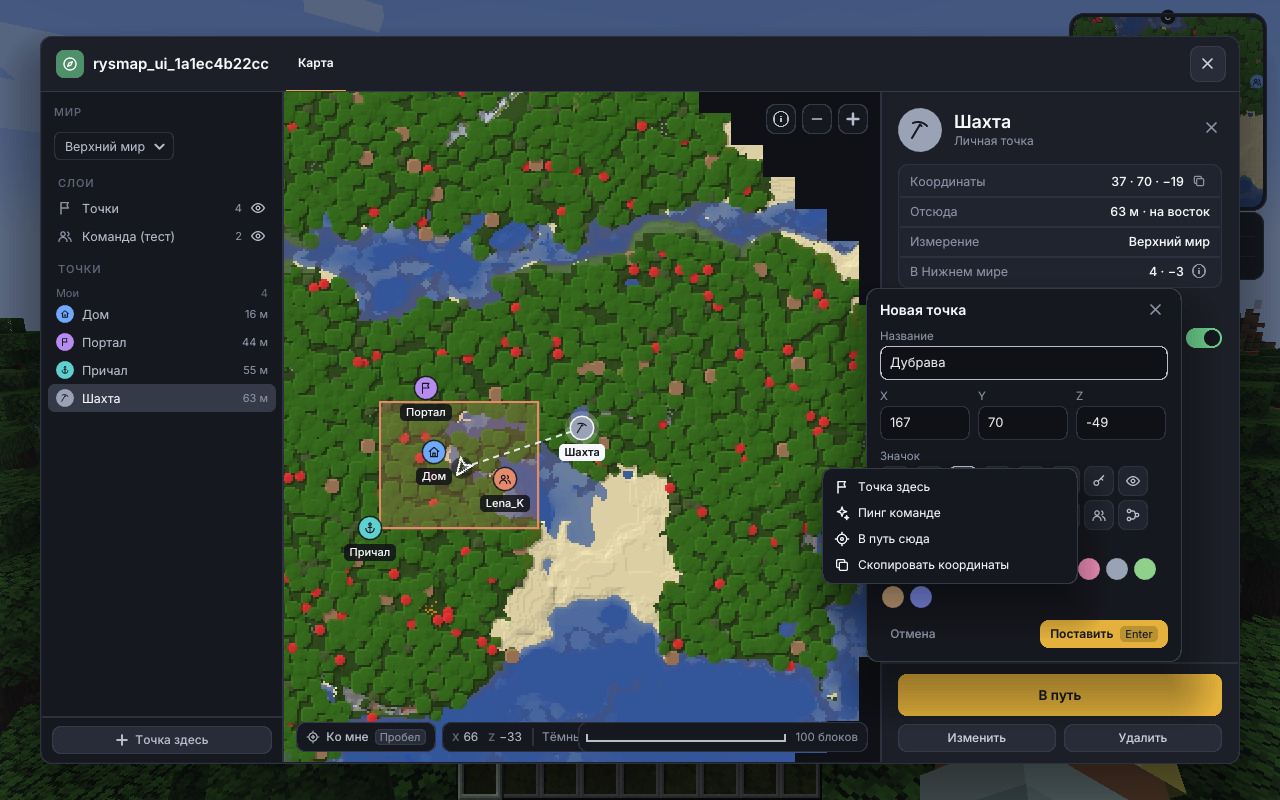 rysmap_ui_1a1ec4b22cc
Карта
МИР
Верхний мир
СЛОИ
Точки 4
Команда (тест) 2
ТОЧКИ
Мои 4
Дом 16 м
Портал 44 м
Причал 55 м
Шахта 63 м
Точка здесь
Портал
Дом
Шахта
Lena_K
Причал
Ко мне Пробел
X 66 Z −33 Тёмн
100 блоков
Шахта
Личная точка
Координаты 37 · 70 · −19
Отсюда 63 м · на восток
Измерение Верхний мир
В Нижнем мире 4 · −3
Новая точка
Название
Дубрава
X Y Z
167 70 -49
Значок
Точка здесь
Пинг команде
В путь сюда
Скопировать координаты
Отмена
Поставить Enter
В путь
Изменить Удалить